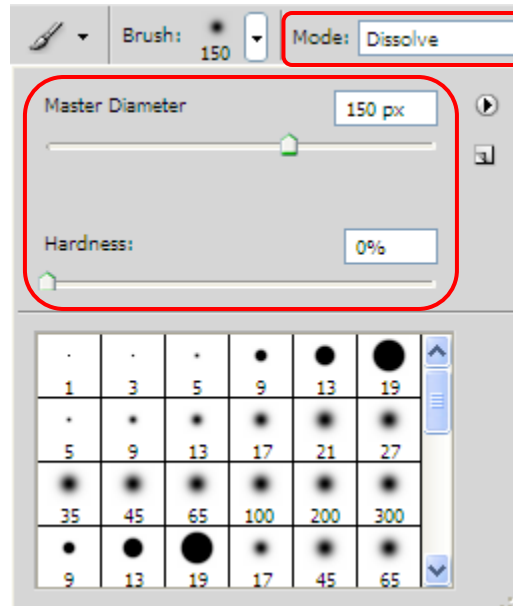 Brush: 150 Mode: Dissolve
Master Diameter 150 px
Hardness: 0%
1 3 5 9 13 19
5 9 13 17 21 27
35 45 65 100 200 300
9 13 19 17 45 65